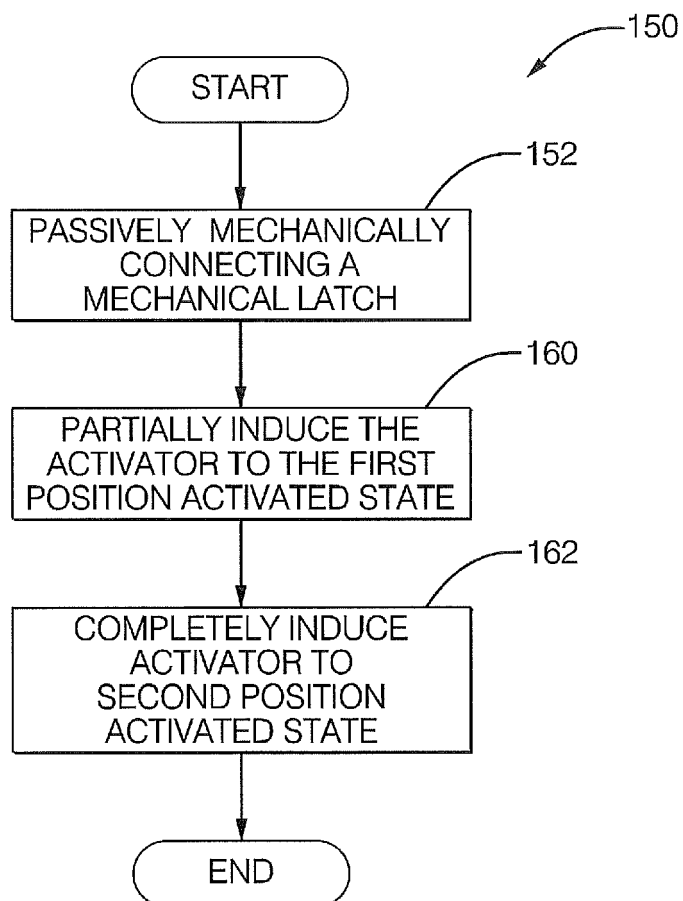 150
START
152
PASSIVELY MECHANICALLY
CONNECTING A
MECHANICAL LATCH
160
PARTIALLY INDUCE THE
ACTIVATOR TO THE FIRST
POSITION ACTIVATED STATE
162
COMPLETELY INDUCE
ACTIVATOR TO
SECOND POSITION
ACTIVATED STATE
END